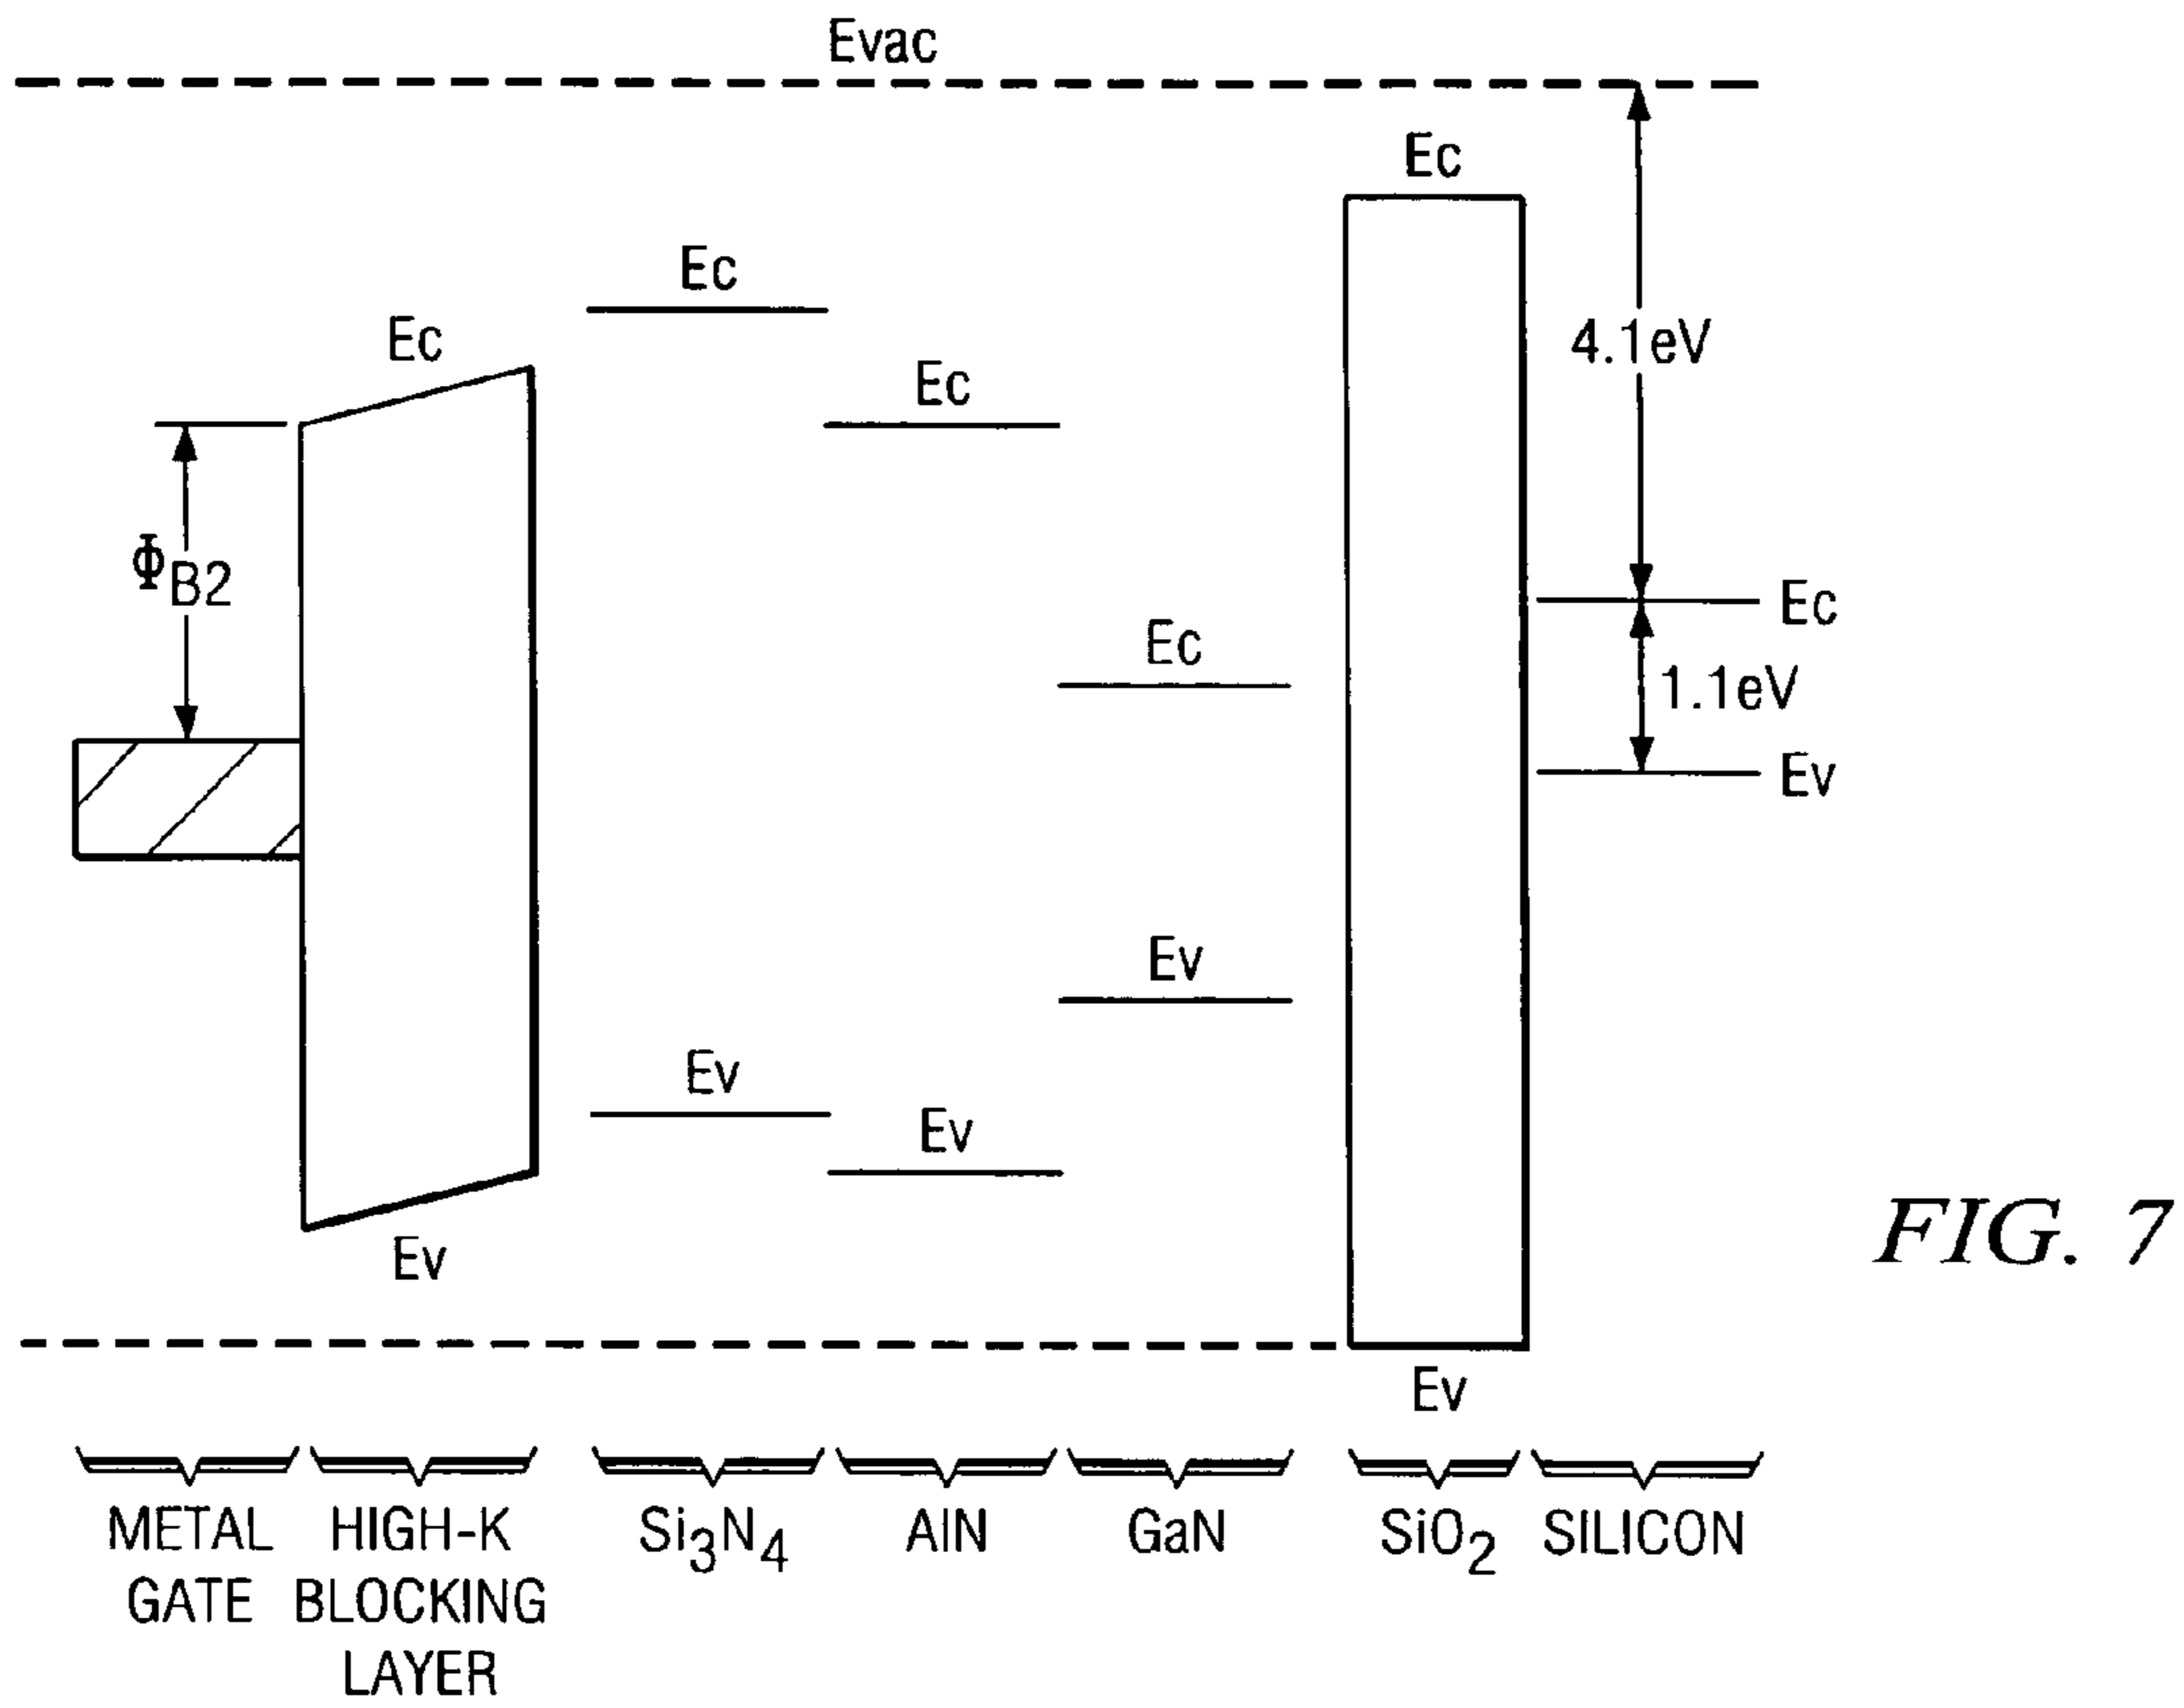 Evac
Ec
Ec
Ec
Ec
4.1eV
ΦB2
Ec
Ec
1.1eV
Ev
Ev
Ev
Ev
Ev
FIG. 7
Ev
METAL GATE
HIGH-K BLOCKING LAYER
Si3N4
AlN
GaN
SiO2
SILICON